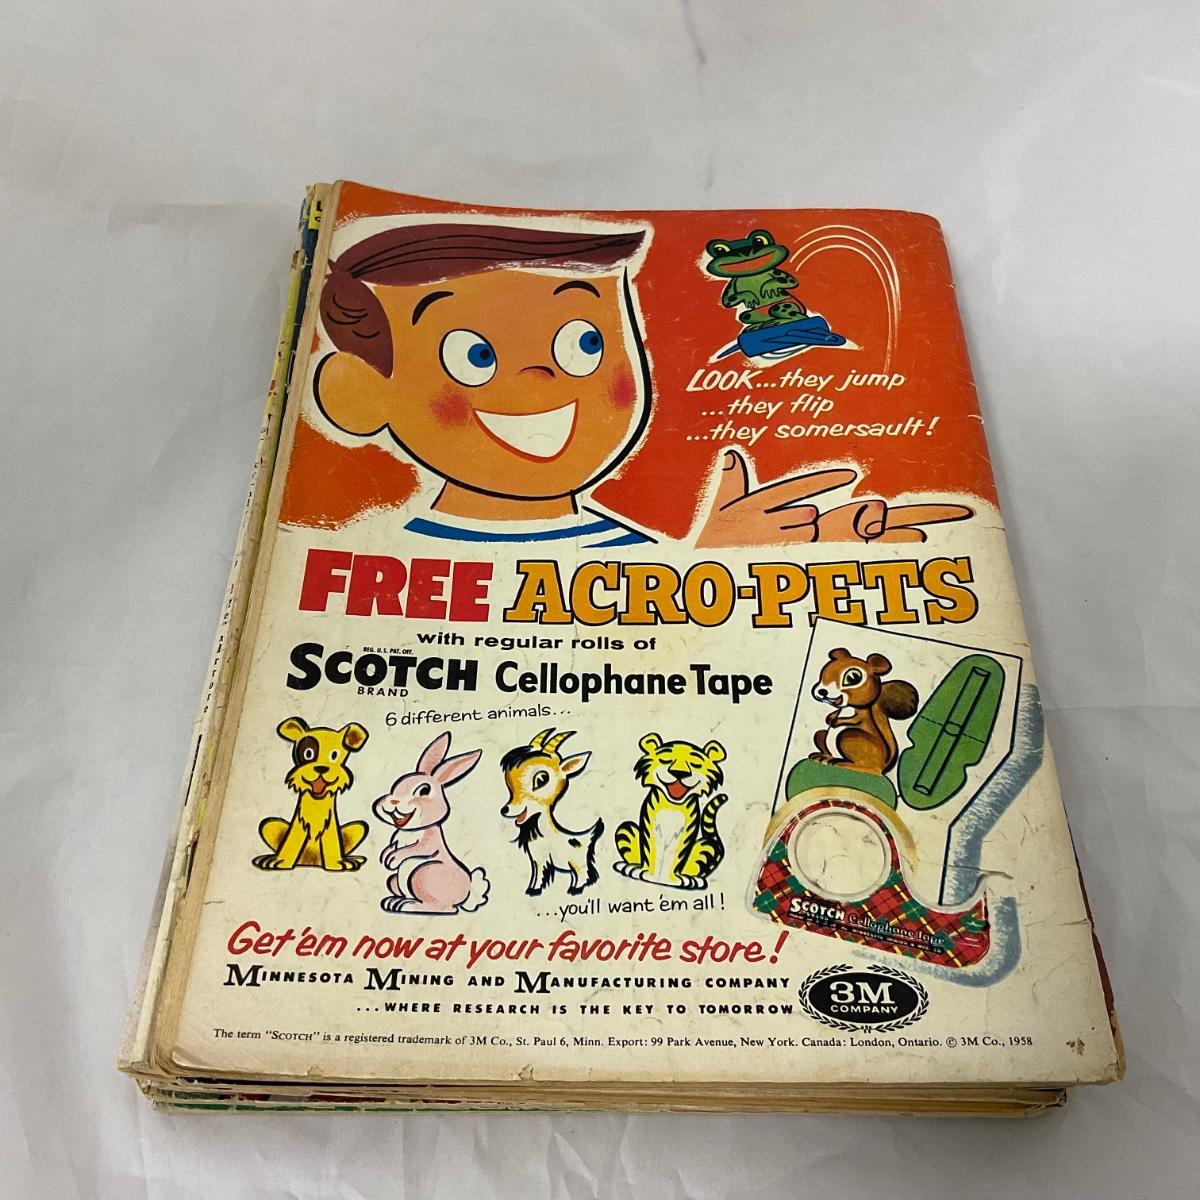 LOOK...they jump
...they flip
...they somersault!
FREE ACRO-PETS
with regular rolls of
REG. U.S. PAT. OFF.
SCOTCH Cellophane Tape
BRAND
6 different animals...
...you'll want 'em all!
SCOTCH Cellophane Tape
Get 'em now at your favorite store!
MINNESOTA MINING AND MANUFACTURING COMPANY
...WHERE RESEARCH IS THE KEY TO TOMORROW
3M
COMPANY
The term "SCOTCH" is a registered trademark of 3M Co., St. Paul 6, Minn. Export: 99 Park Avenue, New York. Canada: London, Ontario. © 3M Co., 1958